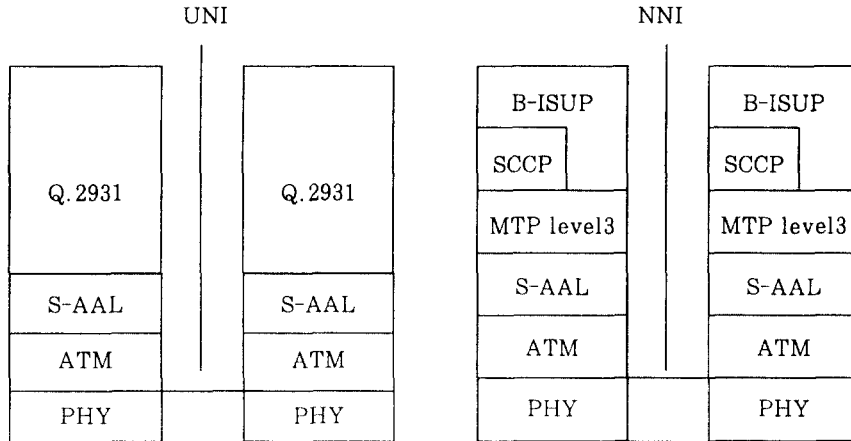 UNI
NNI
Q.2931
Q.2931
S-AAL
S-AAL
ATM
ATM
PHY
PHY
B-ISUP
B-ISUP
SCCP
SCCP
MTP level3
MTP level3
S-AAL
S-AAL
ATM
ATM
PHY
PHY